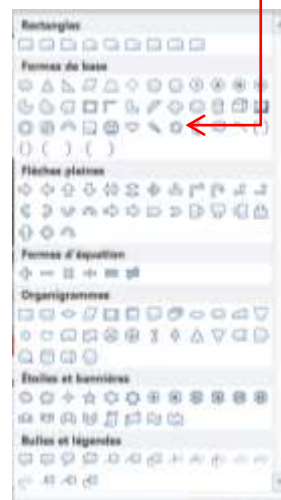 Rectangles
Formes de base
Flèches pleines
Formes d'équation
Organigrammes
Étoiles et bannières
Bulles et légendes